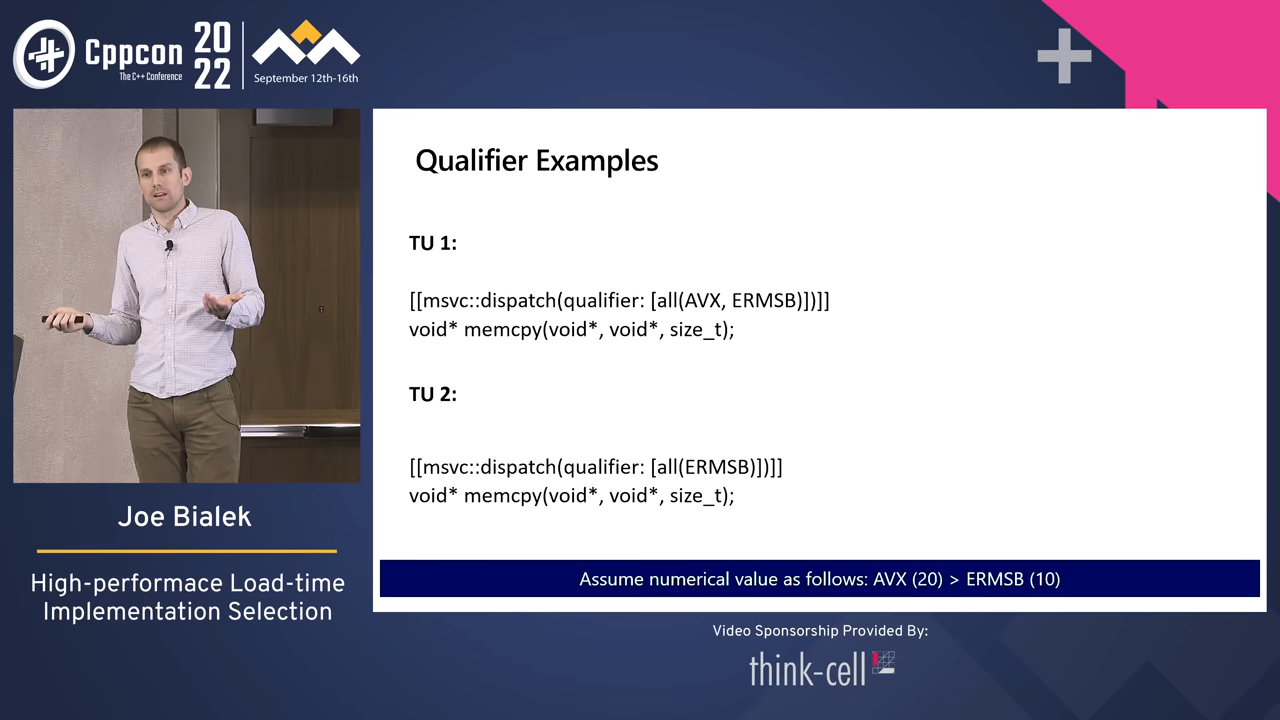 Cppcon
The C++ Conference
20
22
September 12th-16th
Qualifier Examples
TU 1:
[[msvc::dispatch(qualifier: [all(AVX, ERMSB)])]]
void* memcpy(void*, void*, size_t);
TU 2:
[[msvc::dispatch(qualifier: [all(ERMSB)])]]
void* memcpy(void*, void*, size_t);
Assume numerical value as follows: AVX (20) > ERMSB (10)
Joe Bialek
High-performace Load-time
Implementation Selection
Video Sponsorship Provided By:
think-cell